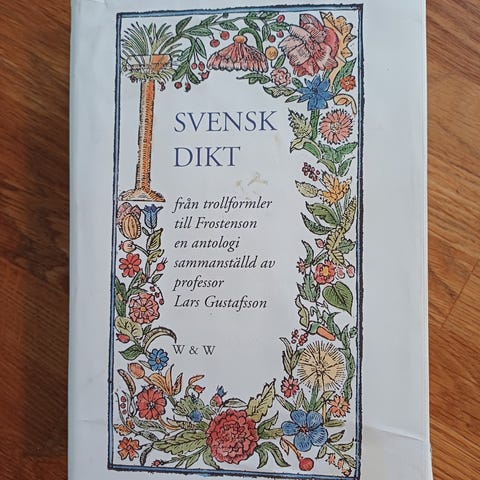 SVENSK
DIKT
från trollformler
till Frostenson
en antologi
sammanställd av
professor
Lars Gustafsson
W & W